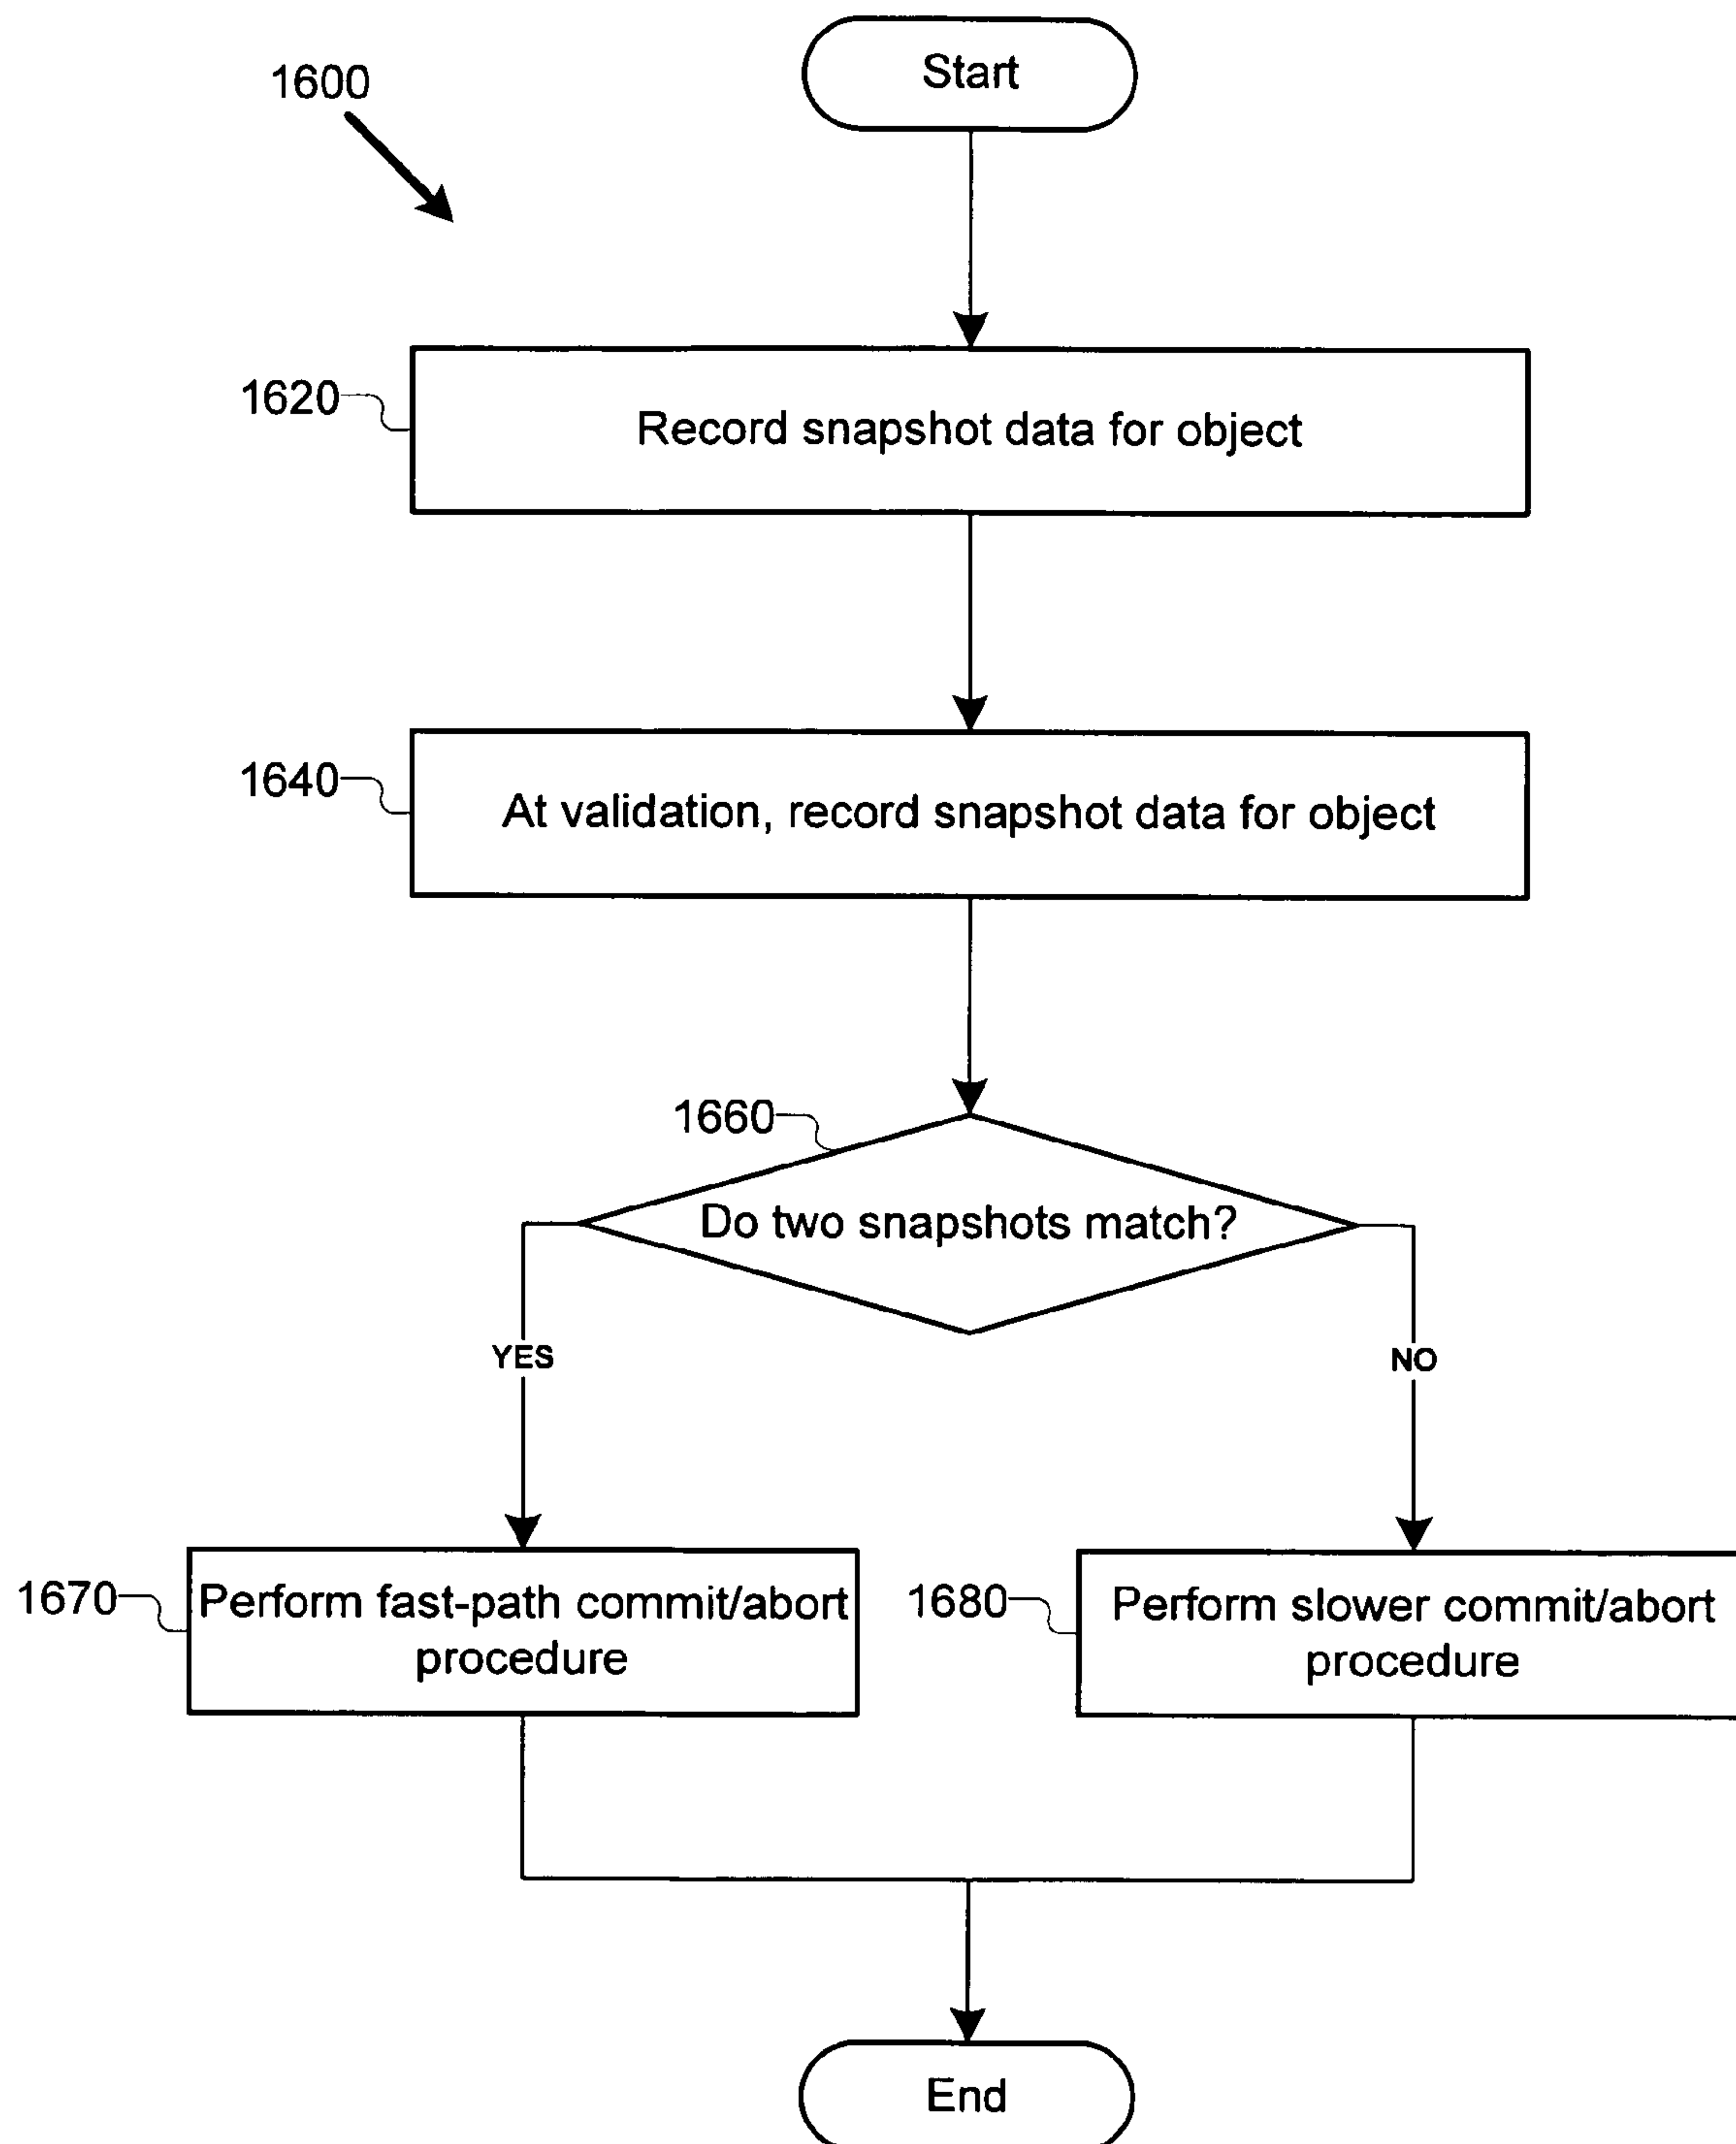 Start
1600
1620
Record snapshot data for object
1640
At validation, record snapshot data for object
1660
Do two snapshots match?
YES
NO
1670
Perform fast-path commit/abort
procedure
1680
Perform slower commit/abort
procedure
End